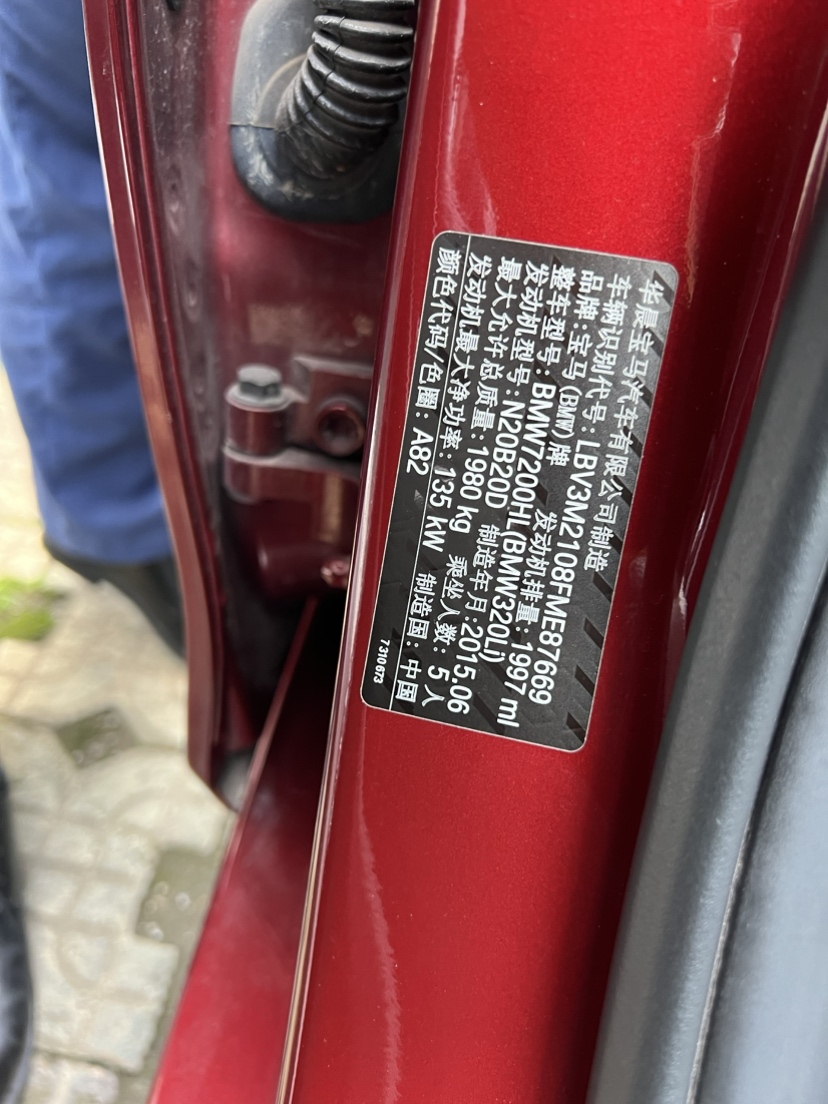 华晨宝马汽车有限公司制造
车辆识别代号: LBV3M2108FME87669
品牌: 宝马 (BMW) 牌 发动机排量: 1997 ml
整车型号: BMW7200HL(BMW320Li)
发动机型号: N20B20D 制造年月: 2015.06
最大允许总质量: 1980 kg 乘坐人数: 5 人
发动机最大净功率: 135 kW 制造国: 中国
颜色代码/色圈: A82
7 310 673